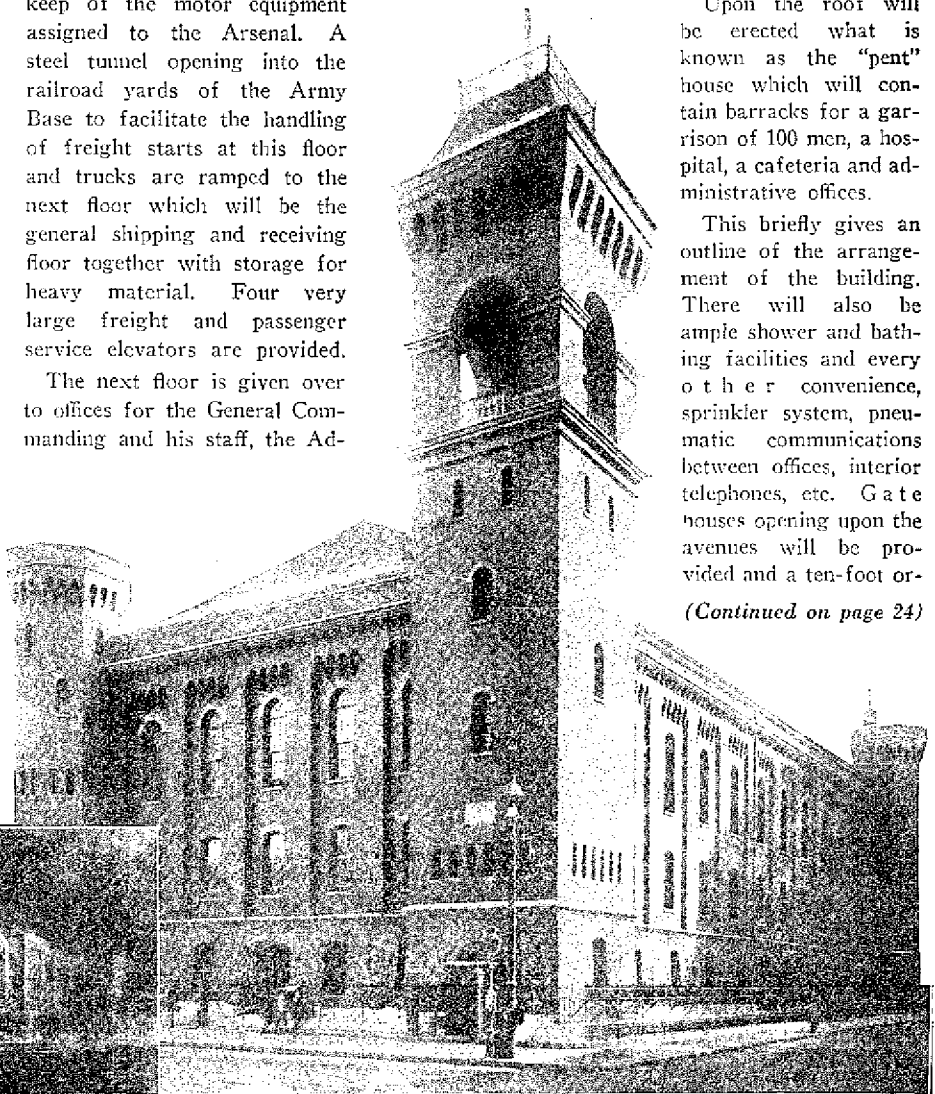 keep of the motor equipment
assigned to the Arsenal. A
steel tunnel opening into the
railroad yards of the Army
Base to facilitate the handling
of freight starts at this floor
and trucks are ramped to the
next floor which will be the
general shipping and receiving
floor together with storage for
heavy material. Four very
large freight and passenger
service elevators are provided.
The next floor is given over
to offices for the General Com-
manding and his staff, the Ad-
Upon the roof will
be erected what is
known as the “pent”
house which will con-
tain barracks for a gar-
rison of 100 men, a hos-
pital, a cafeteria and ad-
ministrative offices.
This briefly gives an
outline of the arrange-
ment of the building.
There will also be
ample shower and bath-
ing facilities and every
other convenience,
sprinkler system, pneu-
matic communications
between offices, interior
telephones, etc. Gate
houses opening upon the
avenues will be pro-
vided and a ten-foot or-
(Continued on page 24)